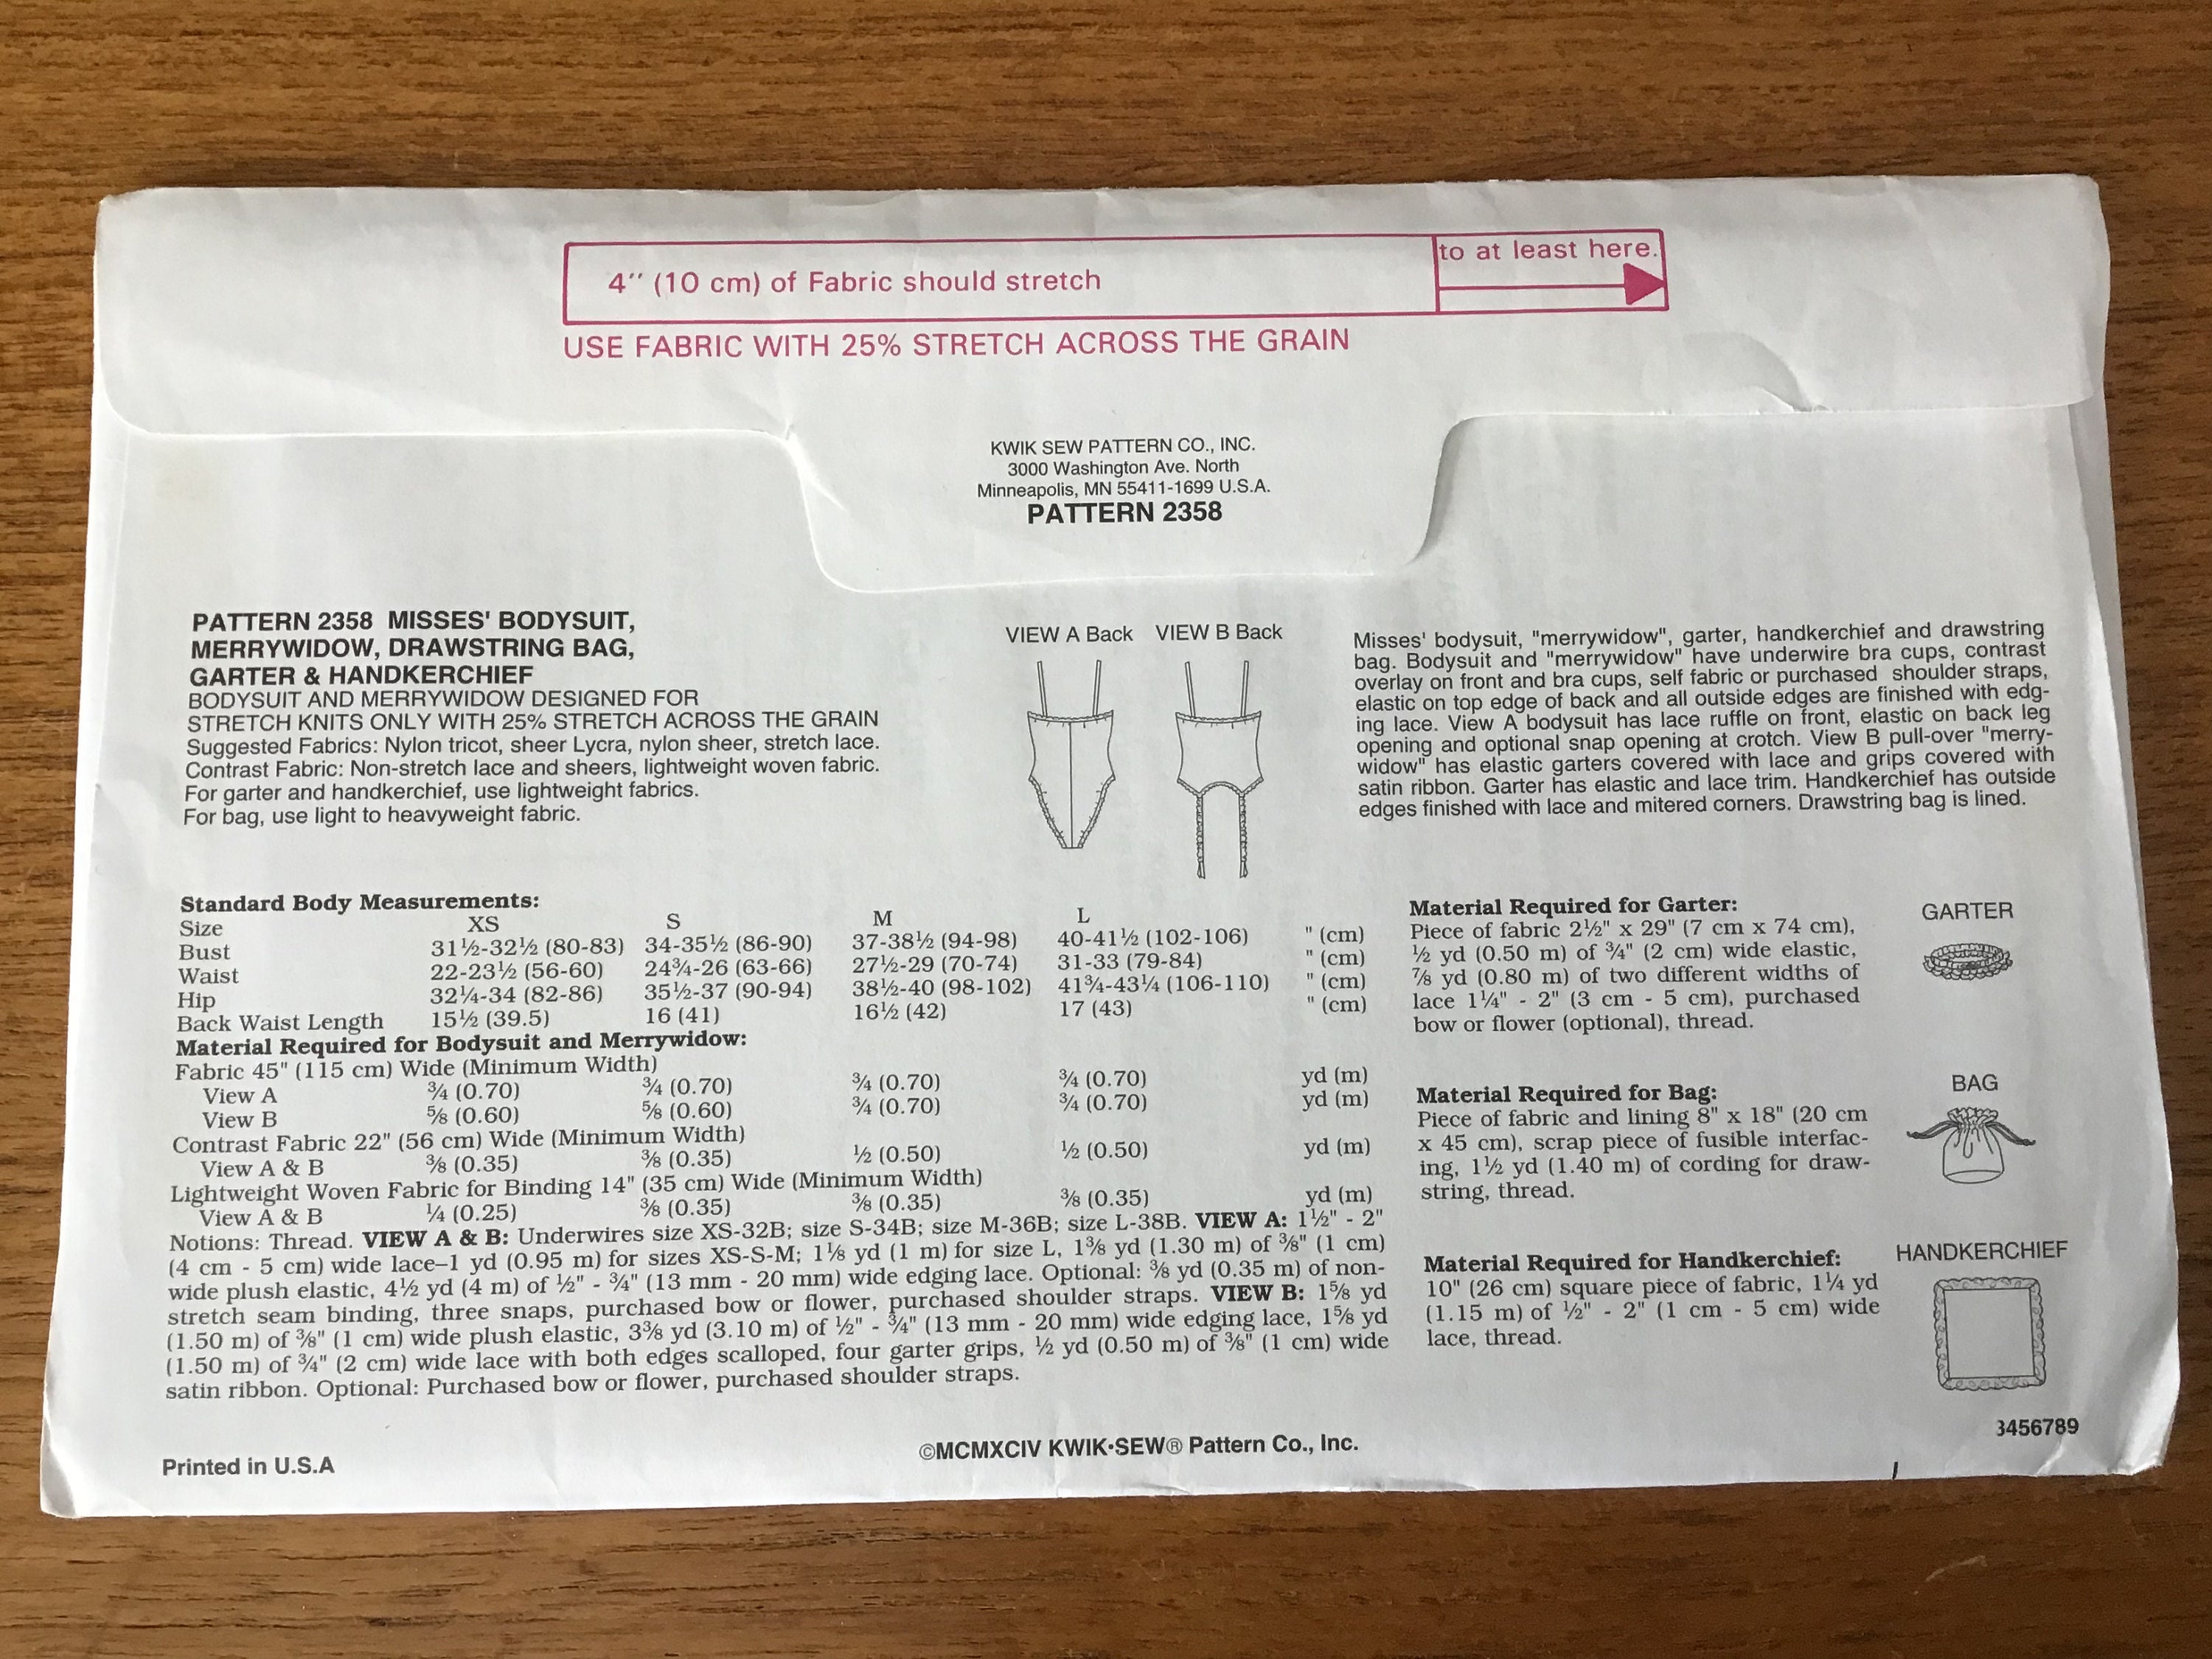 4'' (10 cm) of Fabric should stretch
to at least here.
USE FABRIC WITH 25% STRETCH ACROSS THE GRAIN
KWIK SEW PATTERN CO., INC.
3000 Washington Ave. North
Minneapolis, MN 55411-1699 U.S.A.
PATTERN 2358
PATTERN 2358 MISSES' BODYSUIT,
MERRYWIDOW, DRAWSTRING BAG,
GARTER & HANDKERCHIEF
BODYSUIT AND MERRYWIDOW DESIGNED FOR
STRETCH KNITS ONLY WITH 25% STRETCH ACROSS THE GRAIN
Suggested Fabrics: Nylon tricot, sheer Lycra, nylon sheer, stretch lace.
Contrast Fabric: Non-stretch lace and sheers, lightweight woven fabric.
For garter and handkerchief, use lightweight fabrics.
For bag, use light to heavyweight fabric.
VIEW A Back VIEW B Back
Misses' bodysuit, "merrywidow", garter, handkerchief and drawstring
bag. Bodysuit and "merrywidow" have underwire bra cups, contrast
overlay on front and bra cups, self fabric or purchased shoulder straps,
elastic on top edge of back and all outside edges are finished with edg-
ing lace. View A bodysuit has lace ruffle on front, elastic on back leg
opening and optional snap opening at crotch. View B pull-over "merry-
widow" has elastic garters covered with lace and grips covered with
satin ribbon. Garter has elastic and lace trim. Handkerchief has outside
edges finished with lace and mitered corners. Drawstring bag is lined.
Standard Body Measurements:
Size XS S M L
Bust 31½-32½ (80-83) 34-35½ (86-90) 37-38½ (94-98) 40-41½ (102-106) " (cm)
Waist 22-23½ (56-60) 24¾-26 (63-66) 27½-29 (70-74) 31-33 (79-84) " (cm)
Hip 32¼-34 (82-86) 35½-37 (90-94) 38½-40 (98-102) 41¾-43¼ (106-110) " (cm)
Back Waist Length 15½ (39.5) 16 (41) 16½ (42) 17 (43) " (cm)
Material Required for Bodysuit and Merrywidow:
Fabric 45" (115 cm) Wide (Minimum Width)
View A ¾ (0.70) ¾ (0.70) ¾ (0.70) ¾ (0.70) yd (m)
View B ⅝ (0.60) ⅝ (0.60) ¾ (0.70) ¾ (0.70) yd (m)
Contrast Fabric 22" (56 cm) Wide (Minimum Width)
View A & B ⅜ (0.35) ⅜ (0.35) ½ (0.50) ½ (0.50) yd (m)
Lightweight Woven Fabric for Binding 14" (35 cm) Wide (Minimum Width)
View A & B ¼ (0.25) ⅜ (0.35) ⅜ (0.35) ⅜ (0.35) yd (m)
Notions: Thread. VIEW A & B: Underwires size XS-32B; size S-34B; size M-36B; size L-38B. VIEW A: 1½" - 2"
(4 cm - 5 cm) wide lace–1 yd (0.95 m) for sizes XS-S-M; 1⅛ yd (1 m) for size L, 1⅜ yd (1.30 m) of ⅜" (1 cm)
wide plush elastic, 4½ yd (4 m) of ½" - ¾" (13 mm - 20 mm) wide edging lace. Optional: ⅜ yd (0.35 m) of non-
stretch seam binding, three snaps, purchased bow or flower, purchased shoulder straps. VIEW B: 1⅝ yd
(1.50 m) of ⅜" (1 cm) wide plush elastic, 3⅜ yd (3.10 m) of ½" - ¾" (13 mm - 20 mm) wide edging lace, 1⅝ yd
(1.50 m) of ¾" (2 cm) wide lace with both edges scalloped, four garter grips, ½ yd (0.50 m) of ⅜" (1 cm) wide
satin ribbon. Optional: Purchased bow or flower, purchased shoulder straps.
Material Required for Garter:
Piece of fabric 2½" x 29" (7 cm x 74 cm),
½ yd (0.50 m) of ¾" (2 cm) wide elastic,
⅞ yd (0.80 m) of two different widths of
lace 1¼" - 2" (3 cm - 5 cm), purchased
bow or flower (optional), thread.
GARTER
Material Required for Bag:
Piece of fabric and lining 8" x 18" (20 cm
x 45 cm), scrap piece of fusible interfac-
ing, 1½ yd (1.40 m) of cording for draw-
string, thread.
BAG
Material Required for Handkerchief:
10" (26 cm) square piece of fabric, 1¼ yd
(1.15 m) of ½" - 2" (1 cm - 5 cm) wide
lace, thread.
HANDKERCHIEF
3456789
Printed in U.S.A
©MCMXCIV KWIK•SEW® Pattern Co., Inc.